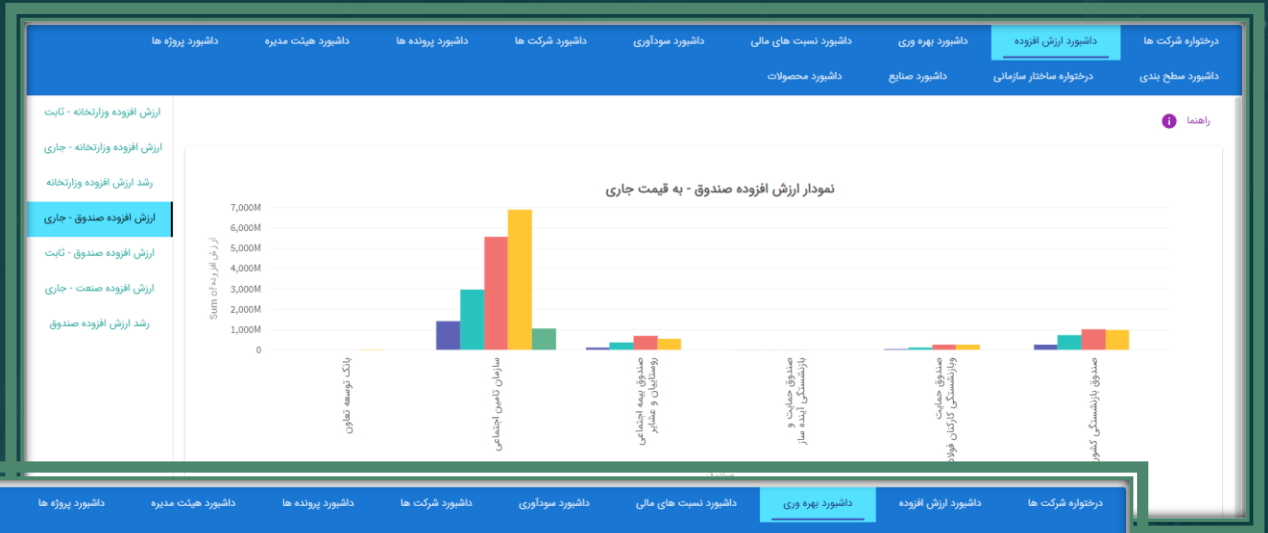 درختواره شرکت ها
داشبورد ارزش افزوده
داشبورد بهره وری
داشبورد نسبت های مالی
داشبورد سودآوری
داشبورد شرکت ها
داشبورد پرونده ها
داشبورد هیئت مدیره
داشبورد پروژه ها
داشبورد سطح بندی
درختواره ساختار سازمانی
داشبورد صنایع
داشبورد محصولات
راهنما
ارزش افزوده وزارتخانه - ثابت
ارزش افزوده وزارتخانه - جاری
رشد ارزش افزوده وزارتخانه
ارزش افزوده صندوق - جاری
ارزش افزوده صندوق - ثابت
ارزش افزوده صنعت - جاری
رشد ارزش افزوده صندوق
نمودار ارزش افزوده صندوق - به قیمت جاری
Sum of ارزش افزوده
7,000M
6,000M
5,000M
4,000M
3,000M
2,000M
1,000M
0
بانک توسعه تعاون
سازمان تامین اجتماعی
صندوق بیمه اجتماعی
روستاییان و عشایر
صندوق حمایت و
بازنشستگی آینده ساز
صندوق حمایت
وبازنشستگی کارکنان فولاد
صندوق بازنشستگی کشور
درختواره شرکت ها
داشبورد ارزش افزوده
داشبورد بهره وری
داشبورد نسبت های مالی
داشبورد سودآوری
داشبورد شرکت ها
داشبورد پرونده ها
داشبورد هیئت مدیره
داشبورد پروژه ها